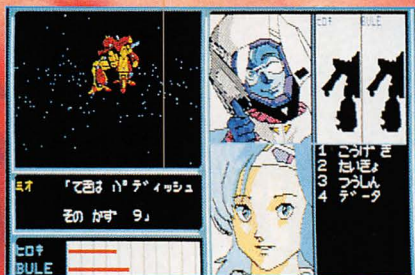 ヒロキ BULE
1 こうげき
2 たいきょ
3 つうしん
4 データ
ミオ 「てきは バディッシュ
その かず 9」
ヒロキ
BULE